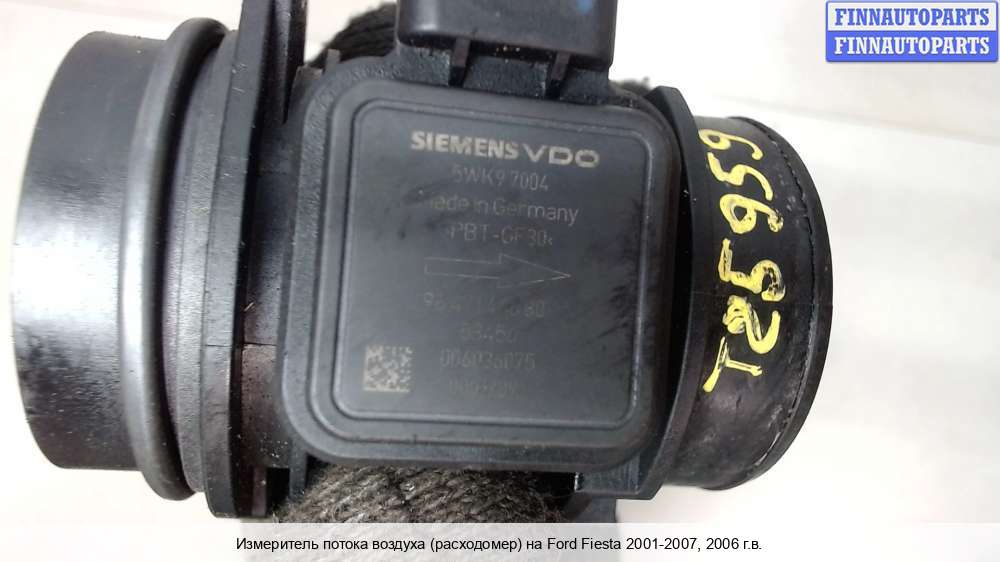 FINNAUTOPARTS
FINNAUTOPARTS
SIEMENS VDO
5WK9 7004
Made in Germany
PBT-GF30<
T25959
Измеритель потока воздуха (расходомер) на Ford Fiesta 2001-2007, 2006 г.в.